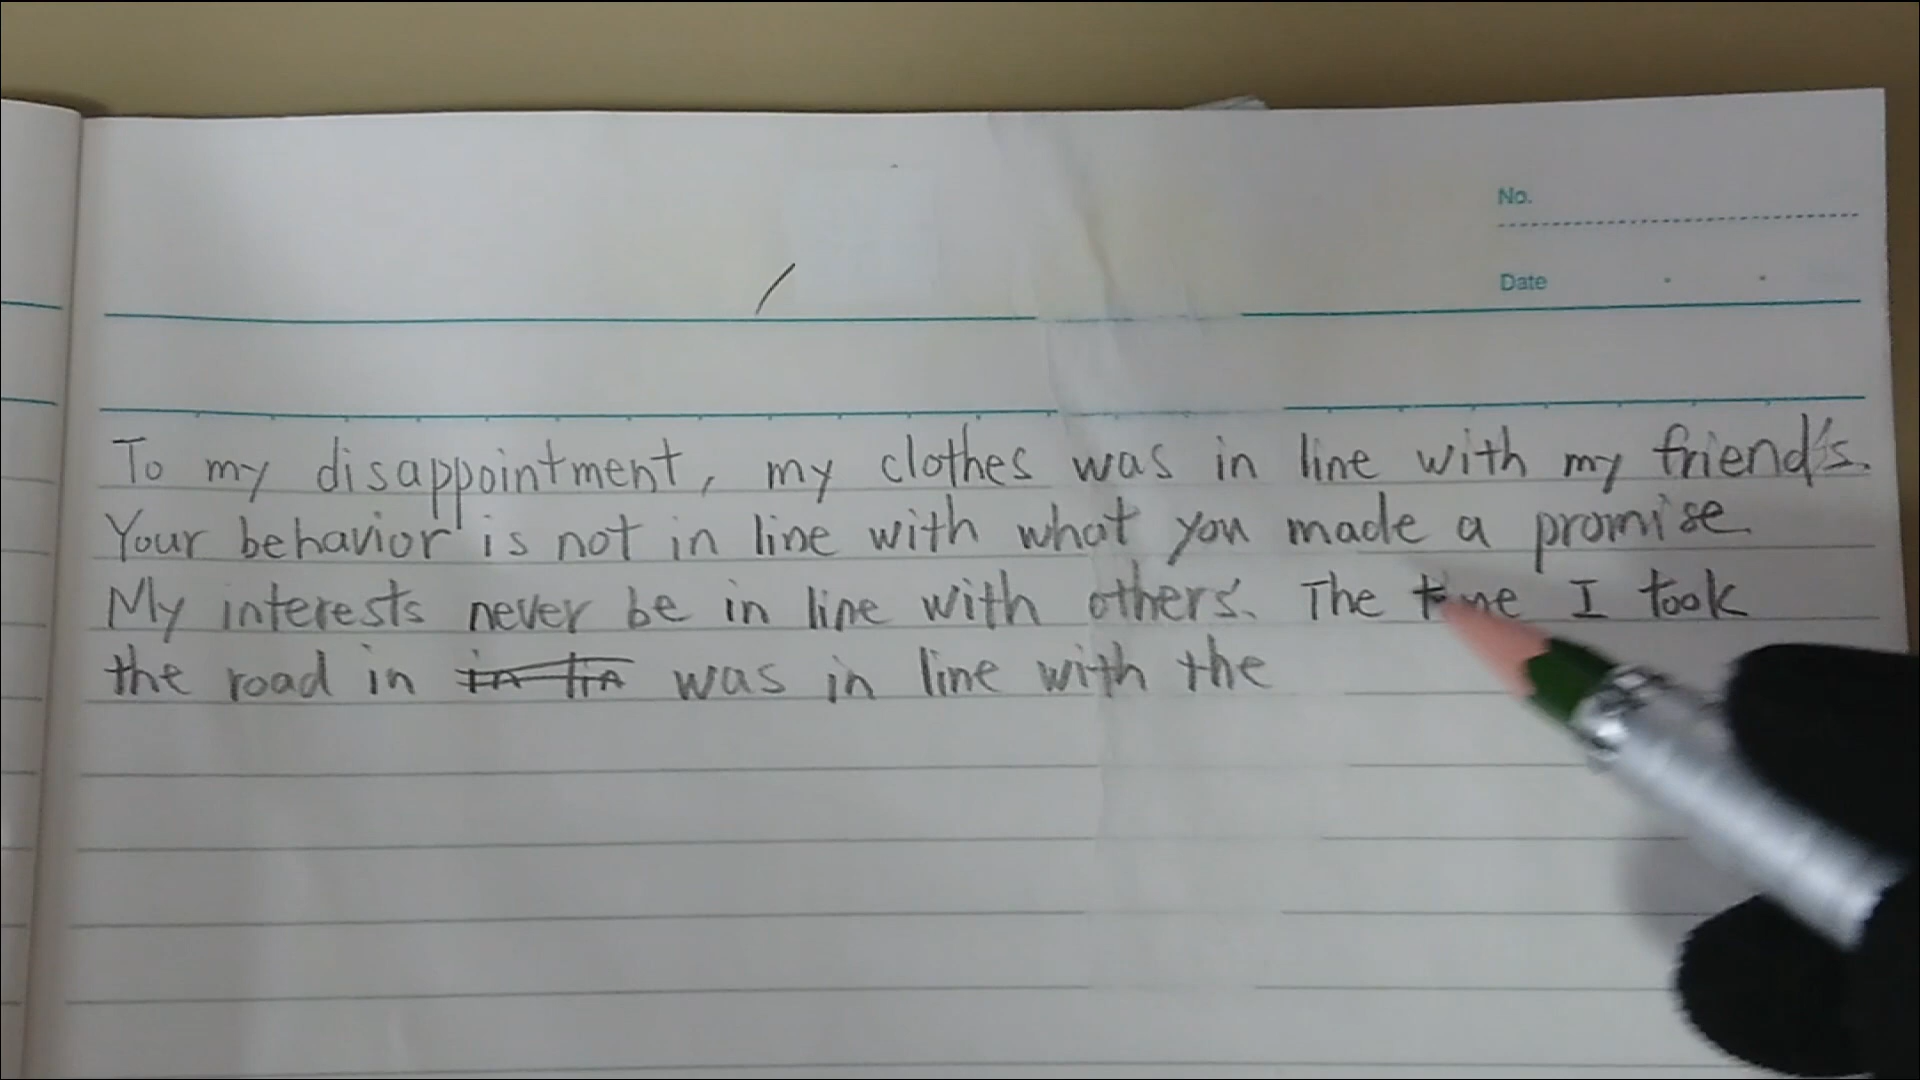 No.
Date
To my disappointment, my clothes was in line with my friend's.
Your behavior is not in line with what you made a promise
My interests never be in line with others. The time I took
the road in was in line with the